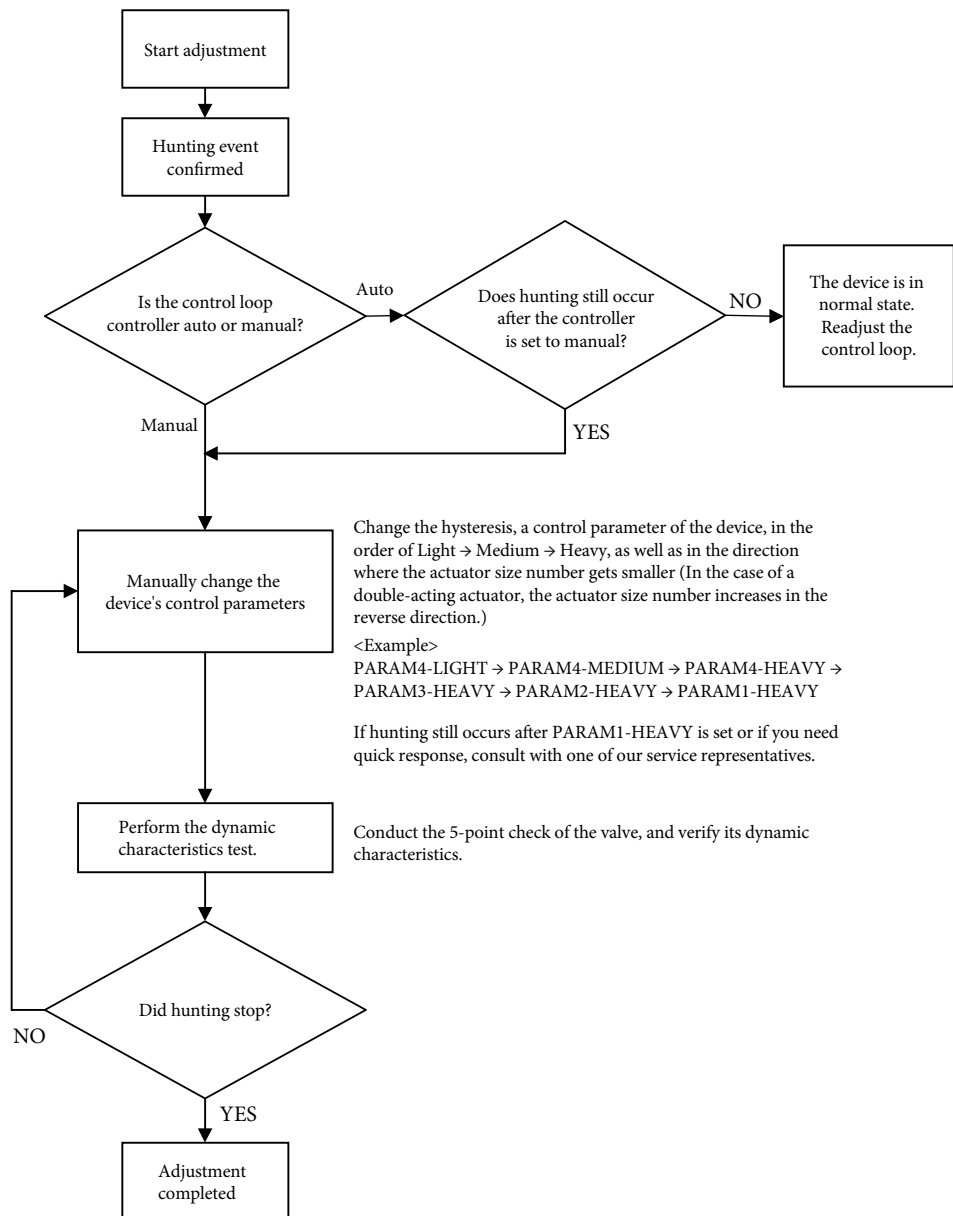 Start adjustment
Hunting event
confirmed
Is the control loop
controller auto or manual?
Auto
Does hunting still occur
after the controller
is set to manual?
NO
The device is in
normal state.
Readjust the
control loop.
Manual
YES
Manually change the
device's control parameters
Change the hysteresis, a control parameter of the device, in the
order of Light → Medium → Heavy, as well as in the direction
where the actuator size number gets smaller (In the case of a
double-acting actuator, the actuator size number increases in the
reverse direction.)
<Example>
PARAM4-LIGHT → PARAM4-MEDIUM → PARAM4-HEAVY →
PARAM3-HEAVY → PARAM2-HEAVY → PARAM1-HEAVY
If hunting still occurs after PARAM1-HEAVY is set or if you need
quick response, consult with one of our service representatives.
Perform the dynamic
characteristics test.
Conduct the 5-point check of the valve, and verify its dynamic
characteristics.
Did hunting stop?
NO
YES
Adjustment
completed